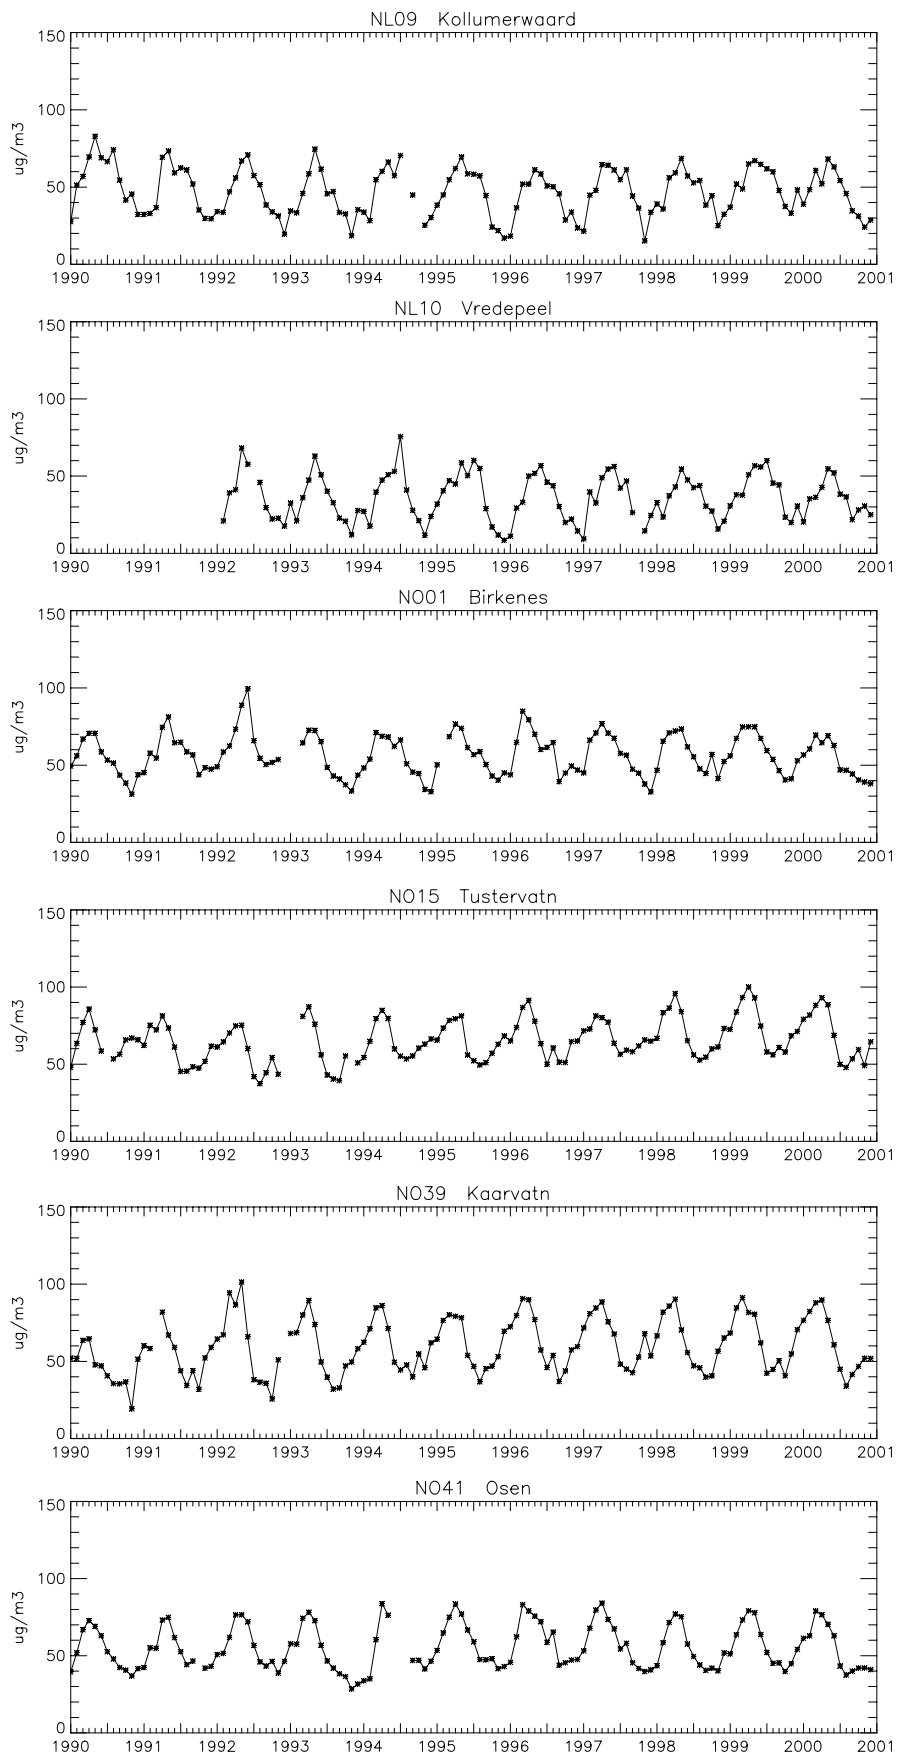 NL09 Kollumerwaard
150
100
50
0
ug/m3
1990 1991 1992 1993 1994 1995 1996 1997 1998 1999 2000 2001
NL10 Vredepeel
150
100
50
0
ug/m3
1990 1991 1992 1993 1994 1995 1996 1997 1998 1999 2000 2001
NO01 Birkenes
150
100
50
0
ug/m3
1990 1991 1992 1993 1994 1995 1996 1997 1998 1999 2000 2001
NO15 Tustervatn
150
100
50
0
ug/m3
1990 1991 1992 1993 1994 1995 1996 1997 1998 1999 2000 2001
NO39 Kaarvatn
150
100
50
0
ug/m3
1990 1991 1992 1993 1994 1995 1996 1997 1998 1999 2000 2001
NO41 Osen
150
100
50
0
ug/m3
1990 1991 1992 1993 1994 1995 1996 1997 1998 1999 2000 2001